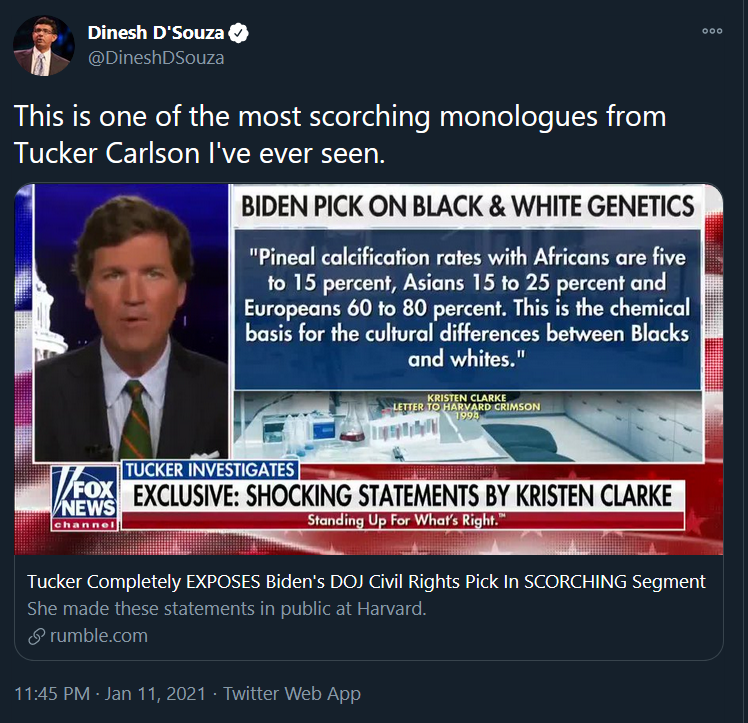 Dinesh D'Souza
@DineshDSouza
This is one of the most scorching monologues from
Tucker Carlson I've ever seen.
BIDEN PICK ON BLACK & WHITE GENETICS
"Pineal calcification rates with Africans are five
to 15 percent, Asians 15 to 25 percent and
Europeans 60 to 80 percent. This is the chemical
basis for the cultural differences between Blacks
and whites."
KRISTEN CLARKE
LETTER TO HARVARD CRIMSON
1994
TUCKER INVESTIGATES
FOX
NEWS
channel
EXCLUSIVE: SHOCKING STATEMENTS BY KRISTEN CLARKE
Standing Up For What's Right.™
Tucker Completely EXPOSES Biden's DOJ Civil Rights Pick In SCORCHING Segment
She made these statements in public at Harvard.
rumble.com
11:45 PM · Jan 11, 2021 · Twitter Web App